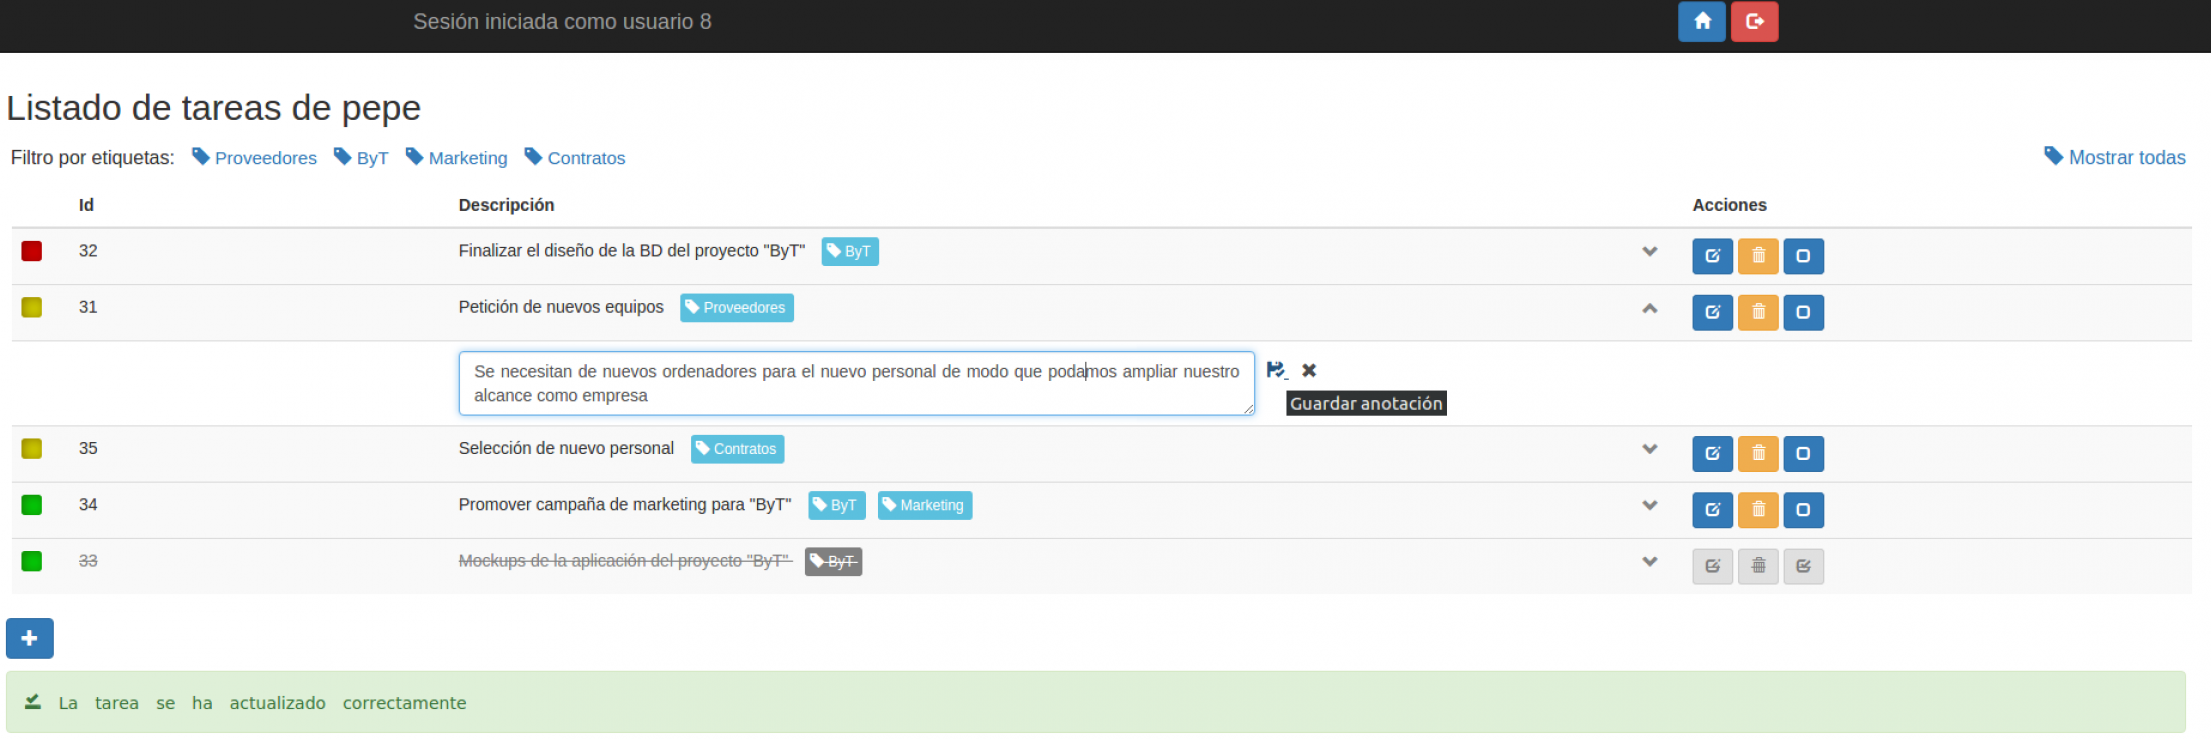 Sesión iniciada como usuario 8
Listado de tareas de pepe
Filtro por etiquetas: Proveedores ByT Marketing Contratos Mostrar todas
Id Descripción Acciones
32 Finalizar el diseño de la BD del proyecto "ByT" ByT
31 Petición de nuevos equipos Proveedores
Se necesitan de nuevos ordenadores para el nuevo personal de modo que podamos ampliar nuestro
alcance como empresa
Guardar anotación
35 Selección de nuevo personal Contratos
34 Promover campaña de marketing para "ByT" ByT Marketing
33 Mockups de la aplicación del proyecto "ByT" ByT
La tarea se ha actualizado correctamente